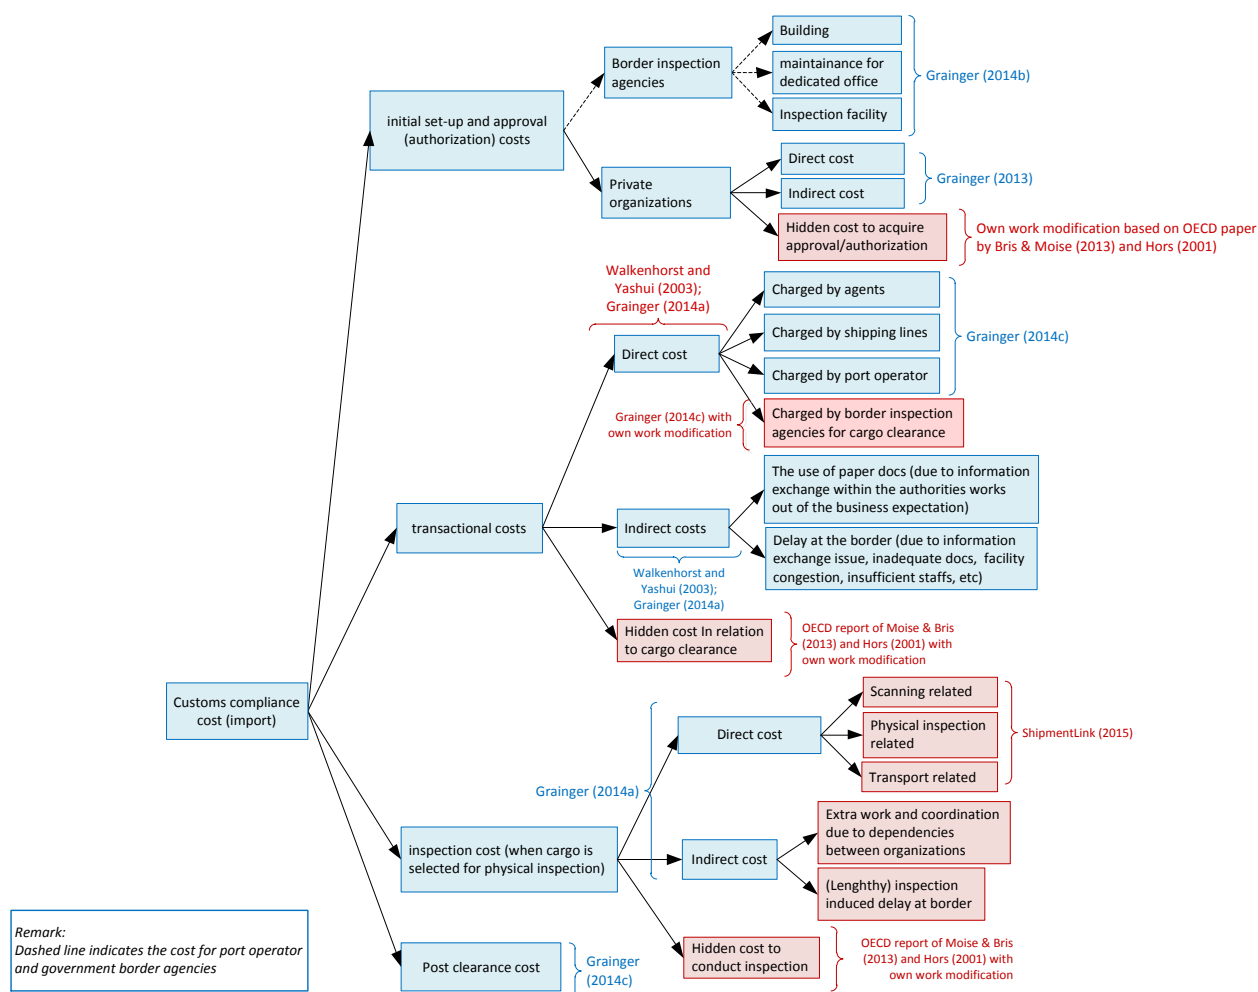 Building
Border inspection
agencies
maintainance for
dedicated office
Grainger (2014b)
Inspection facility
initial set-up and approval
(authorization) costs
Direct cost
Private
organizations
Indirect cost
Grainger (2013)
Hidden cost to acquire
approval/authorization
Own work modification based on OECD paper
by Bris & Moise (2013) and Hors (2001)
Walkenhorst and
Yashui (2003);
Grainger (2014a)
Charged by agents
Charged by shipping lines
Grainger (2014c)
Direct cost
Charged by port operator
Grainger (2014c) with
own work modification
Charged by border inspection
agencies for cargo clearance
The use of paper docs (due to information
exchange within the authorities works
out of the business expectation)
transactional costs
Indirect costs
Delay at the border (due to information
exchange issue, inadequate docs,  facility
congestion, insufficient staffs, etc)
Walkenhorst and
Yashui (2003);
Grainger (2014a)
Hidden cost In relation
to cargo clearance
OECD report of Moise & Bris
(2013) and Hors (2001) with
own work modification
Customs compliance
cost (import)
Scanning related
Direct cost
Physical inspection
related
ShipmentLink (2015)
Transport related
Grainger (2014a)
Extra work and coordination
due to dependencies
between organizations
inspection cost (when cargo is
selected for physical inspection)
Indirect cost
(Lenghthy) inspection
induced delay at border
Remark:
Dashed line indicates the cost for port operator
and government border agencies
Post clearance cost
Grainger
(2014c)
Hidden cost to
conduct inspection
OECD report of Moise & Bris
(2013) and Hors (2001) with
own work modification